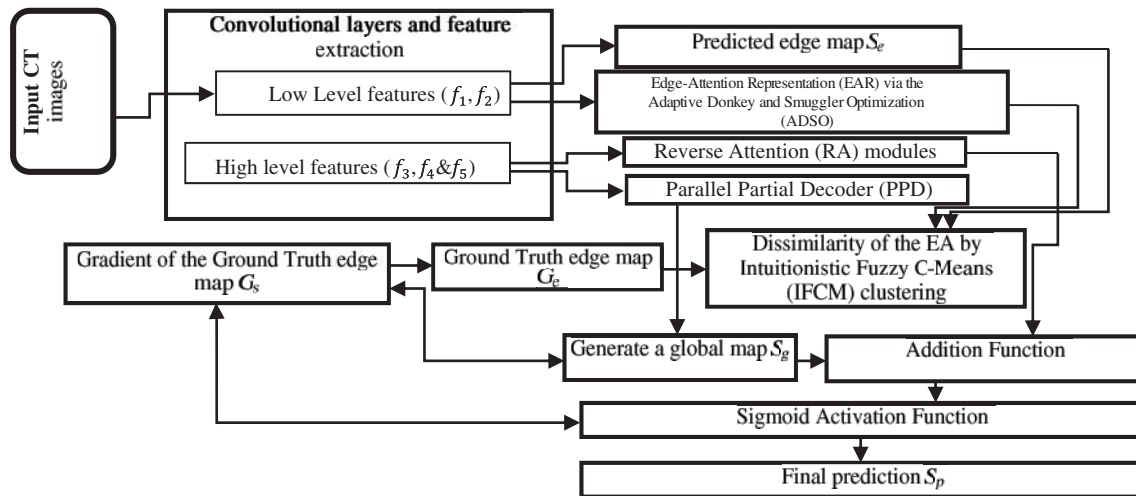 Input CT
images
Convolutional layers and feature
extraction
Low Level features (f₁, f₂)
High level features (f₃, f₄&f₅)
Predicted edge map Sₑ
Edge-Attention Representation (EAR) via the
Adaptive Donkey and Smuggler Optimization
(ADSO)
Reverse Attention (RA) modules
Parallel Partial Decoder (PPD)
Gradient of the Ground Truth edge
map Gₛ
Ground Truth edge map
Gₑ
Dissimilarity of the EA by
Intuitionistic Fuzzy C-Means
(IFCM) clustering
Generate a global map S_g
Addition Function
Sigmoid Activation Function
Final prediction Sₚ